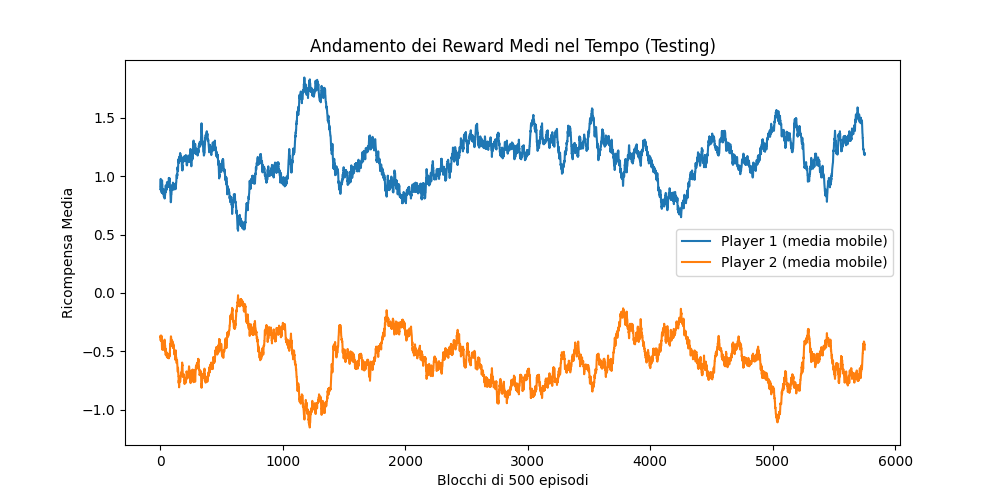 Andamento dei Reward Medi nel Tempo (Testing)
Ricompensa Media
1.5
1.0
0.5
0.0
−0.5
−1.0
Player 1 (media mobile)
Player 2 (media mobile)
0 1000 2000 3000 4000 5000 6000
Blocchi di 500 episodi